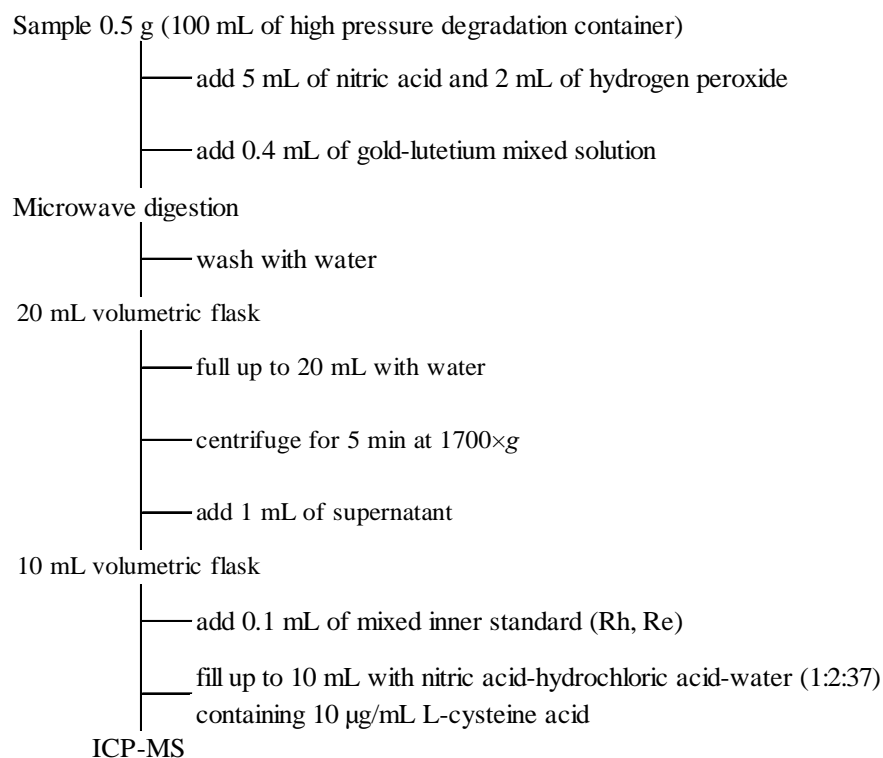 Sample 0.5 g (100 mL of high pressure degradation container)
add 5 mL of nitric acid and 2 mL of hydrogen peroxide
add 0.4 mL of gold-lutetium mixed solution
Microwave digestion
wash with water
20 mL volumetric flask
full up to 20 mL with water
centrifuge for 5 min at 1700×g
add 1 mL of supernatant
10 mL volumetric flask
add 0.1 mL of mixed inner standard (Rh, Re)
fill up to 10 mL with nitric acid-hydrochloric acid-water (1:2:37)
containing 10 µg/mL L-cysteine acid
ICP-MS